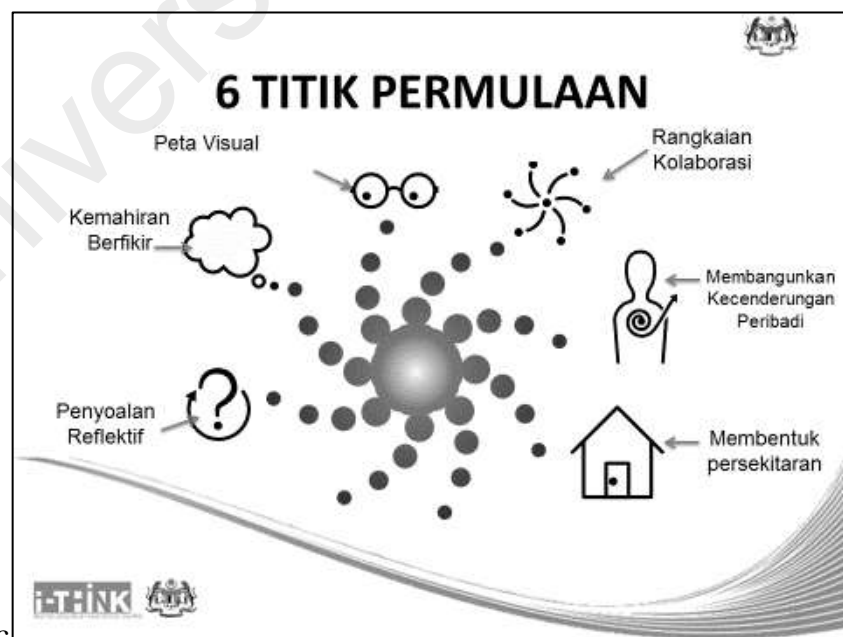 6 TITIK PERMULAAN
Peta Visual
Rangkaian
Kolaborasi
Kemahiran
Berfikir
Membangunkan
Kecenderungan
Peribadi
Penyoalan
Reflektif
?
Membentuk
persekitaran
i-THINK